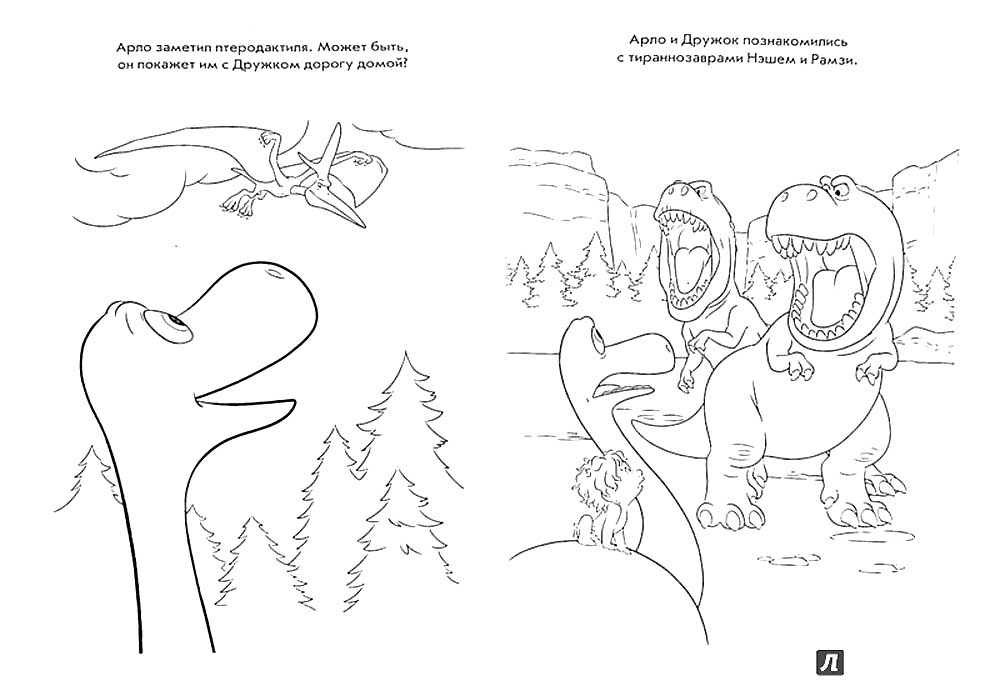 Арло заметил птеродактиля. Может быть,
он покажет им с Дружком дорогу домой?
Арло и Дружок познакомились
с тираннозаврами Нэшем и Рамзи.
Л